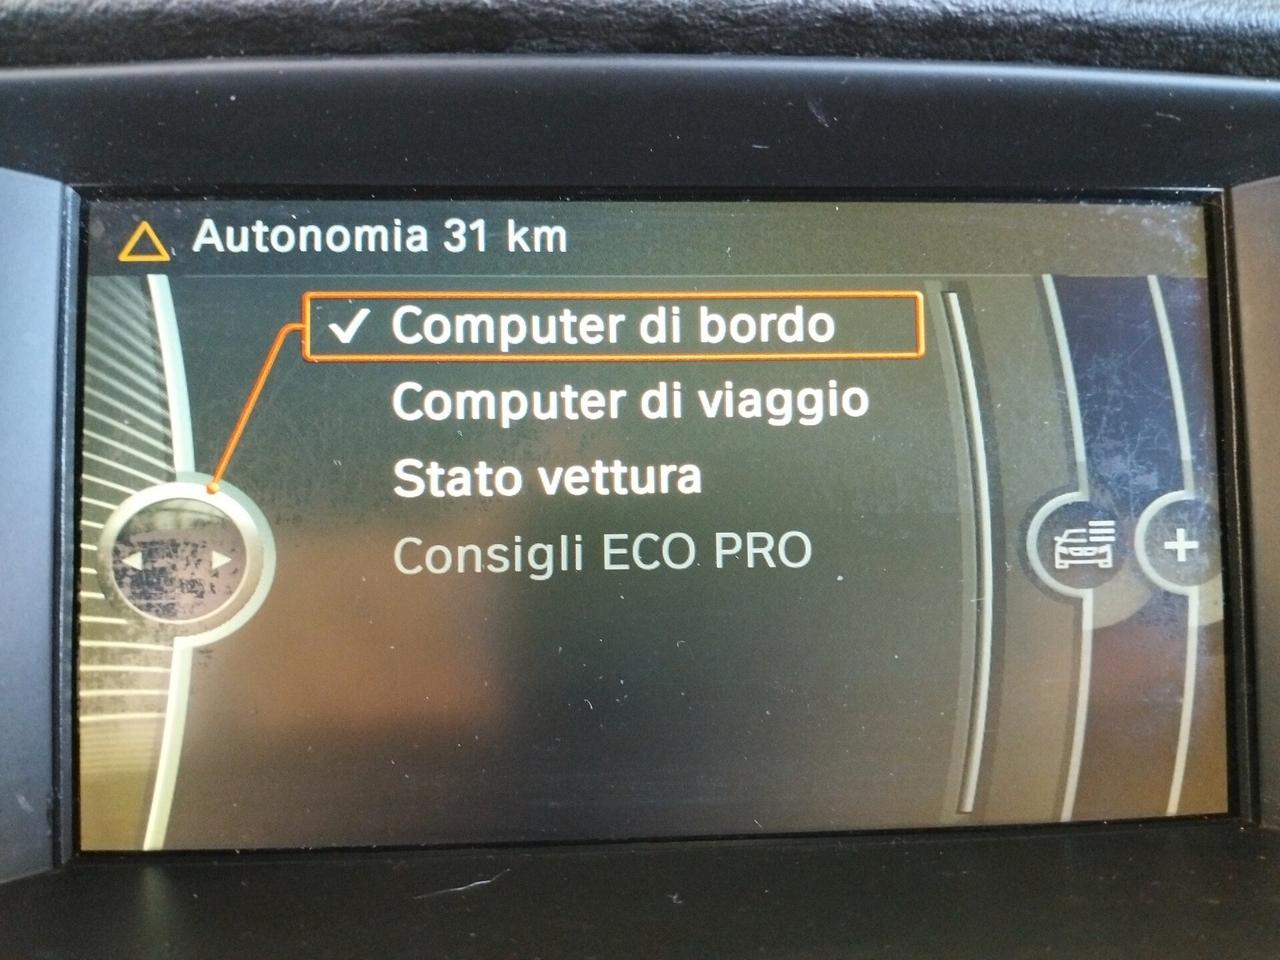 Autonomia 31 km
Computer di bordo
Computer di viaggio
Stato vettura
Consigli ECO PRO